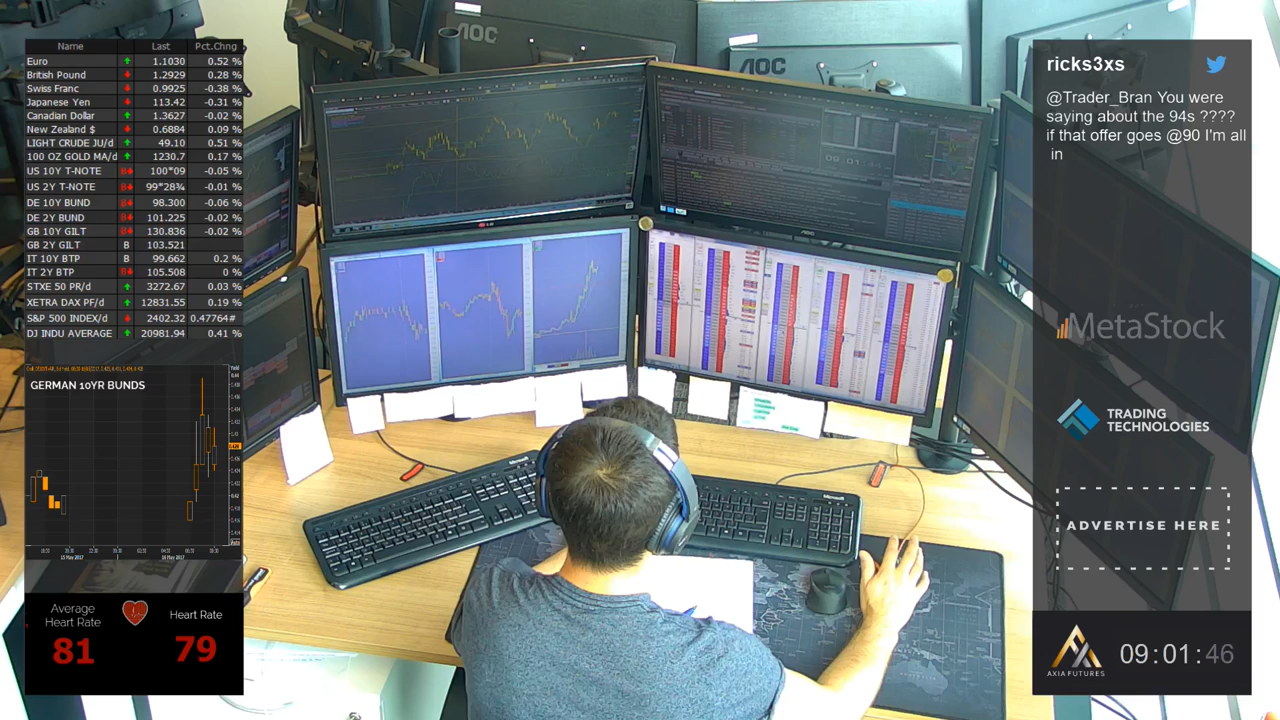 AOC
AOC
Name Last Pct.Chng
Euro 1.1030 0.52 %
British Pound 1.2929 0.28 %
Swiss Franc 0.9925 -0.38 %
Japanese Yen 113.42 -0.31 %
Canadian Dollar 1.3627 -0.02 %
New Zealand $ 0.6884 0.09 %
LIGHT CRUDE JU/d 49.10 0.51 %
100 OZ GOLD MA/d 1230.7 0.17 %
US 10Y T-NOTE 100*09 -0.05 %
US 2Y T-NOTE 99*28¾ -0.01 %
DE 10Y BUND 98.300 -0.06 %
DE 2Y BUND 101.225 -0.02 %
GB 10Y GILT 130.836 -0.02 %
GB 2Y GILT B 103.521
IT 10Y BTP B 99.662 0.2 %
IT 2Y BTP 105.508 0 %
STXE 50 PR/d 3272.67 0.03 %
XETRA DAX PF/d 12831.55 0.19 %
S&P 500 INDEX/d 2402.32 0.47764#
DJ INDU AVERAGE 20981.94 0.41 %
GERMAN 10YR BUNDS
15 May 2017 16 May 2017
Average
Heart Rate
81
Heart Rate
79
ricks3xs
@Trader_Bran You were
saying about the 94s ????
if that offer goes @90 I'm all
in
MetaStock
TRADING
TECHNOLOGIES
ADVERTISE HERE
AXIA FUTURES
09:01:46
Microsoft
Microsoft